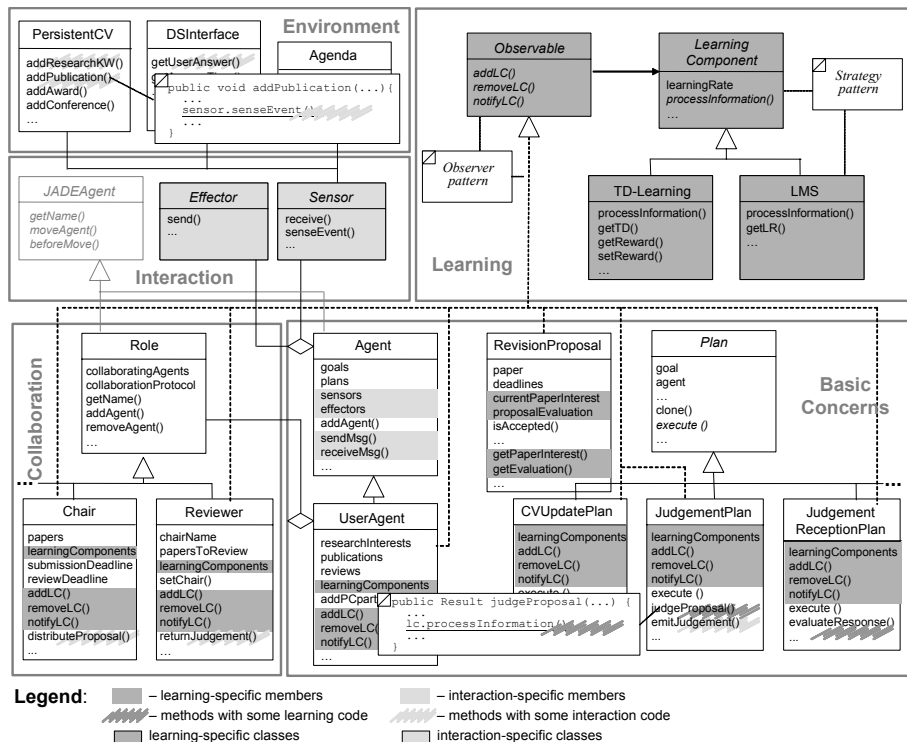 Environment
PersistentCV
addResearchKW()
addPublication()
addAward()
addConference()
...
DSInterface
getUserAnswer()
Agenda
public void addPublication(...){
...
sensor.senseEvent()
...
}
JADEAgent
getName()
moveAgent()
beforeMove()
Effector
send()
...
Sensor
receive()
senseEvent()
...
Interaction
Observable
addLC()
removeLC()
notifyLC()
Learning
Component
learningRate
processInformation()
...
Strategy
pattern
Observer
pattern
TD-Learning
processInformation()
getTD()
getReward()
setReward()
...
LMS
processInformation()
getLR()
...
Learning
Collaboration
Role
collaboratingAgents
collaborationProtocol
getName()
addAgent()
removeAgent()
...
Chair
papers
learningComponents
submissionDeadline
reviewDeadline
addLC()
removeLC()
notifyLC()
distributeProposal()
...
Reviewer
chairName
papersToReview
learningComponents
setChair()
addLC()
removeLC()
notifyLC()
returnJudgement()
...
Agent
goals
plans
sensors
effectors
addAgent()
sendMsg()
receiveMsg()
...
UserAgent
researchInterests
publications
reviews
learningComponents
addPCpart
addLC()
removeLC
notifyLC()
...
RevisionProposal
paper
deadlines
currentPaperInterest
proposalEvaluation
isAccepted()
...
getPaperInterest()
getEvaluation()
...
Plan
goal
agent
...
clone()
execute ()
...
Basic
Concerns
CVUpdatePlan
learningComponents
addLC()
removeLC()
notifyLC()
execute ()
public Result judgeProposal(...) {
...
lc.processInformation()
...
}
JudgementPlan
learningComponents
addLC()
removeLC()
notifyLC()
execute ()
judgeProposal()
emitJudgement()
...
Judgement
ReceptionPlan
learningComponents
addLC()
removeLC()
notifyLC()
execute ()
evaluateResponse()
...
Legend:
– learning-specific members
– interaction-specific members
– methods with some learning code
– methods with some interaction code
learning-specific classes
interaction-specific classes